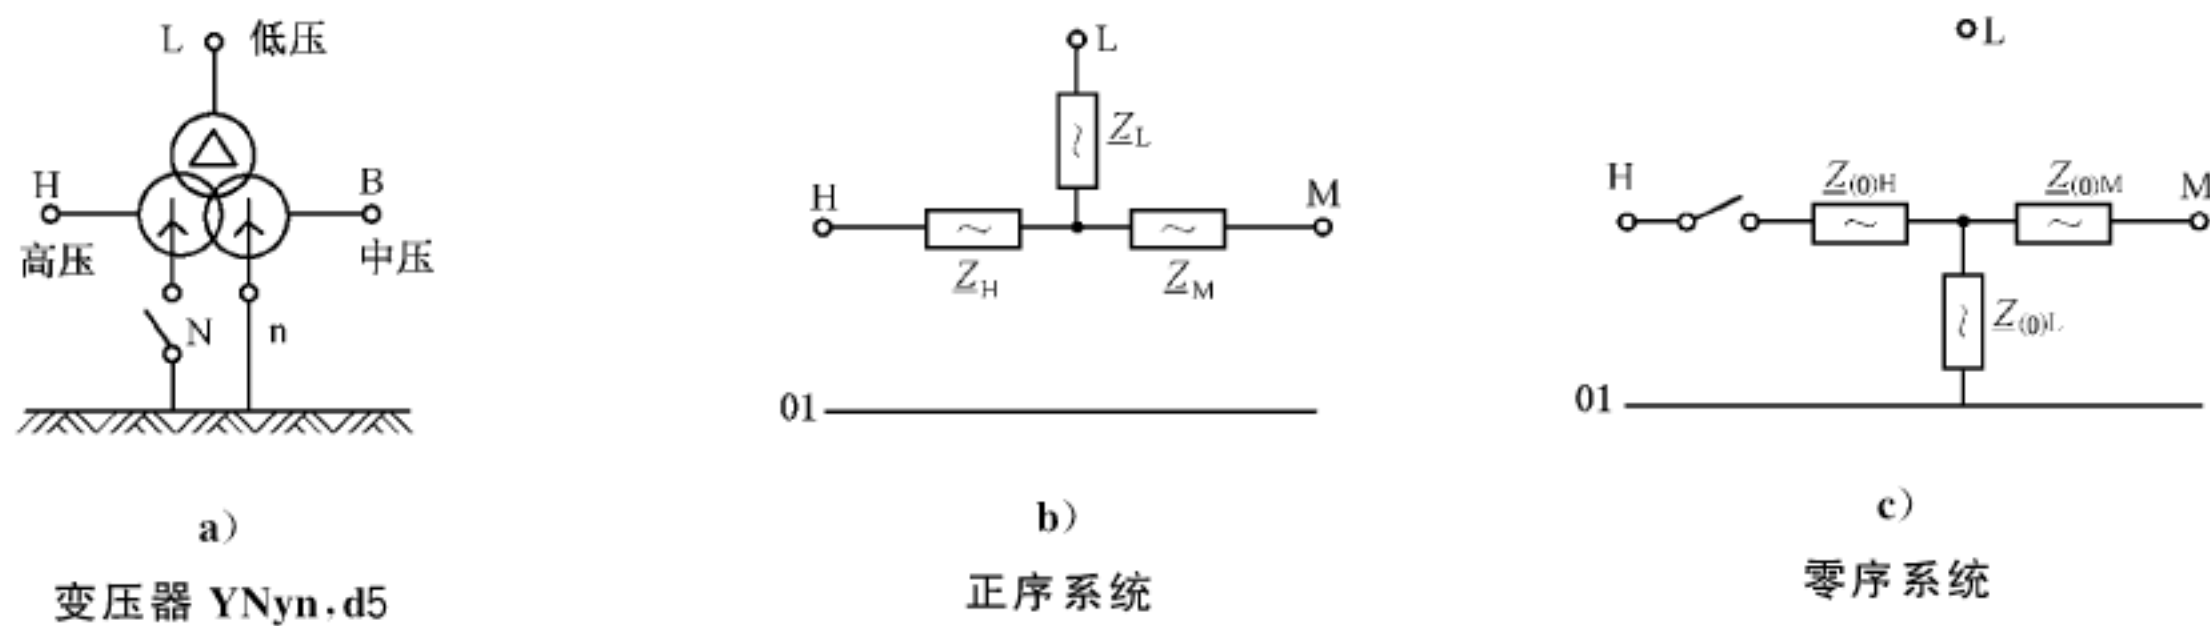 L 低压
H
B
高压
中压
N
n
a）
变压器 YNyn,d5
L
Z_L
H
M
Z_H
Z_M
01
b）
正序系统
L
H
Z_(0)H
Z_(0)M
M
Z_(0)L
01
c）
零序系统